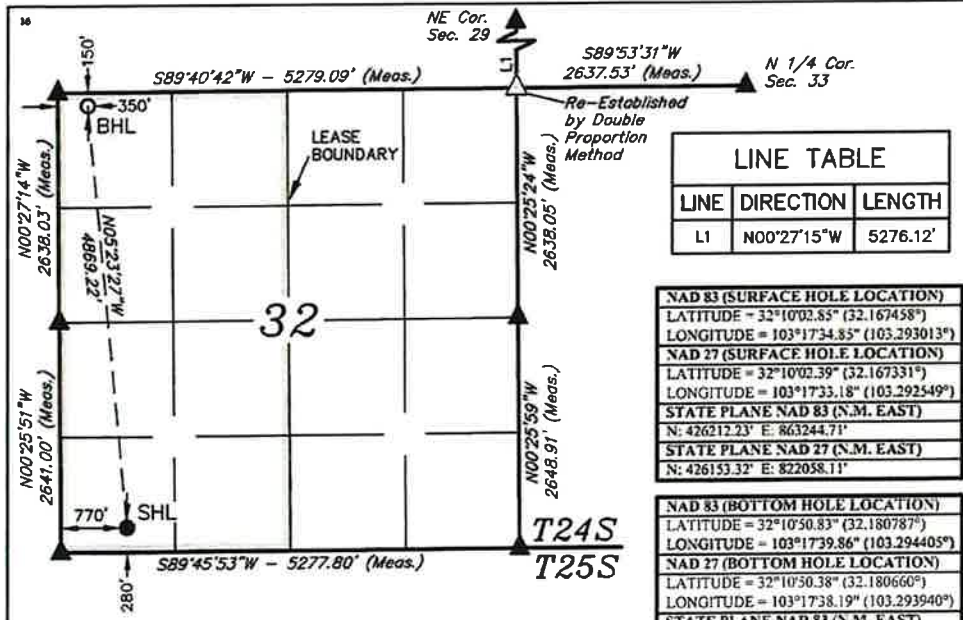 16
NE Cor.
Sec. 29
150'
S89°40'42"W - 5279.09' (Meas.)
L1
S89°53'31"W
2637.53' (Meas.)
N 1/4 Cor.
Sec. 33
350'
BHL
Re-Established
by Double
Proportion
Method
LEASE
BOUNDARY
N00°27'14"W
2638.03' (Meas.)
N00°25'24"W
2638.05' (Meas.)
N05°23'27"W
4869.22'
32
N00°25'51"W
2641.00' (Meas.)
N00°25'59"W
2648.91' (Meas.)
770'
SHL
T24S
T25S
S89°45'53"W - 5277.80' (Meas.)
280'
LINE TABLE
LINE DIRECTION LENGTH
L1 N00°27'15"W 5276.12'
NAD 83 (SURFACE HOLE LOCATION)
LATITUDE = 32°10'02.85" (32.167458°)
LONGITUDE = 103°17'34.85" (103.293013°)
NAD 27 (SURFACE HOLE LOCATION)
LATITUDE = 32°10'02.39" (32.167331°)
LONGITUDE = 103°17'33.18" (103.292549°)
STATE PLANE NAD 83 (N.M. EAST)
N: 426212.23' E: 863244.71'
STATE PLANE NAD 27 (N.M. EAST)
N: 426153.32' E: 822058.11'
NAD 83 (BOTTOM HOLE LOCATION)
LATITUDE = 32°10'50.83" (32.180787°)
LONGITUDE = 103°17'39.86" (103.294405°)
NAD 27 (BOTTOM HOLE LOCATION)
LATITUDE = 32°10'50.38" (32.180660°)
LONGITUDE = 103°17'38.19" (103.293940°)
STATE PLANE NAD 83 (N.M. EAST)